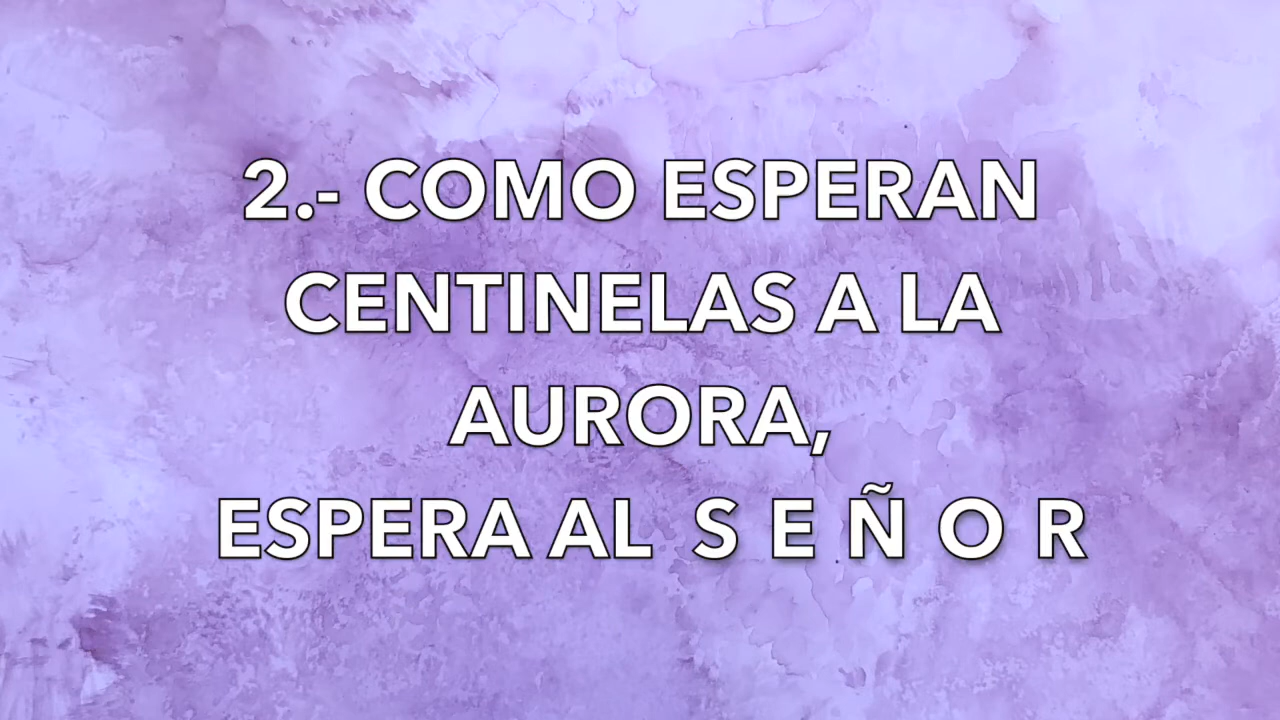 2.- COMO ESPERAN
CENTINELAS A LA
AURORA,
ESPERA AL S E Ñ O R